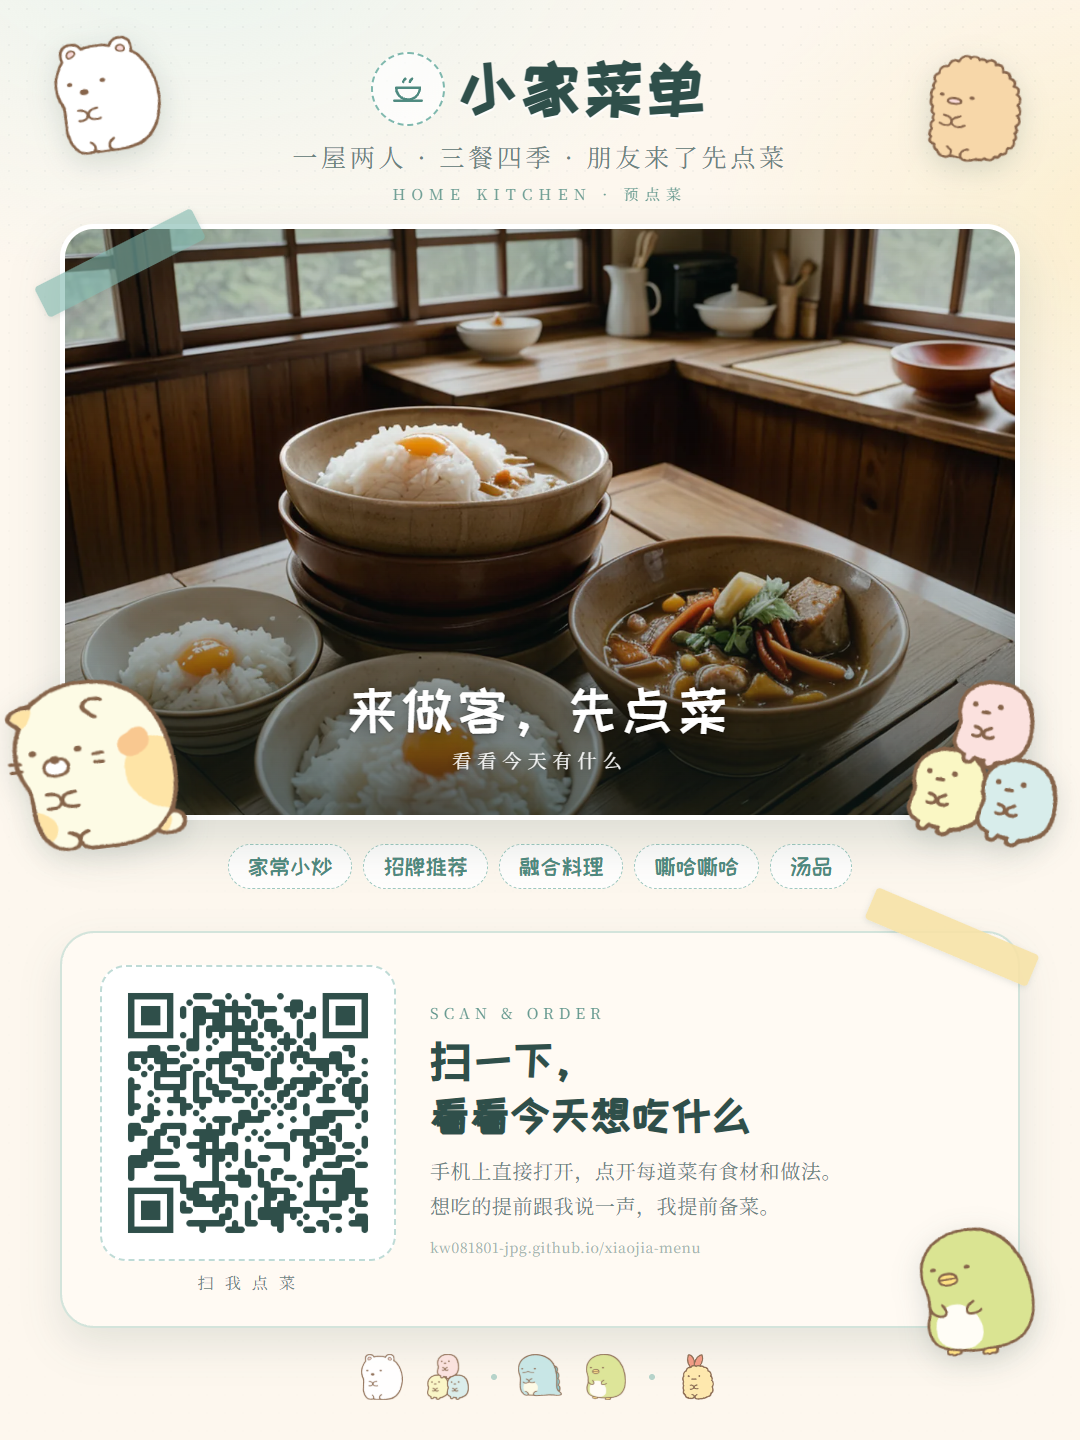 小家菜单
一屋两人 · 三餐四季 · 朋友来了先点菜
HOME KITCHEN · 预点菜
来做客，先点菜
看看今天有什么
家常小炒 招牌推荐 融合料理 嘶哈嘶哈 汤品
SCAN & ORDER
扫一下，
看看今天想吃什么
手机上直接打开，点开每道菜有食材和做法。
想吃的提前跟我说一声，我提前备菜。
kw081801-jpg.github.io/xiaojia-menu
扫我点菜